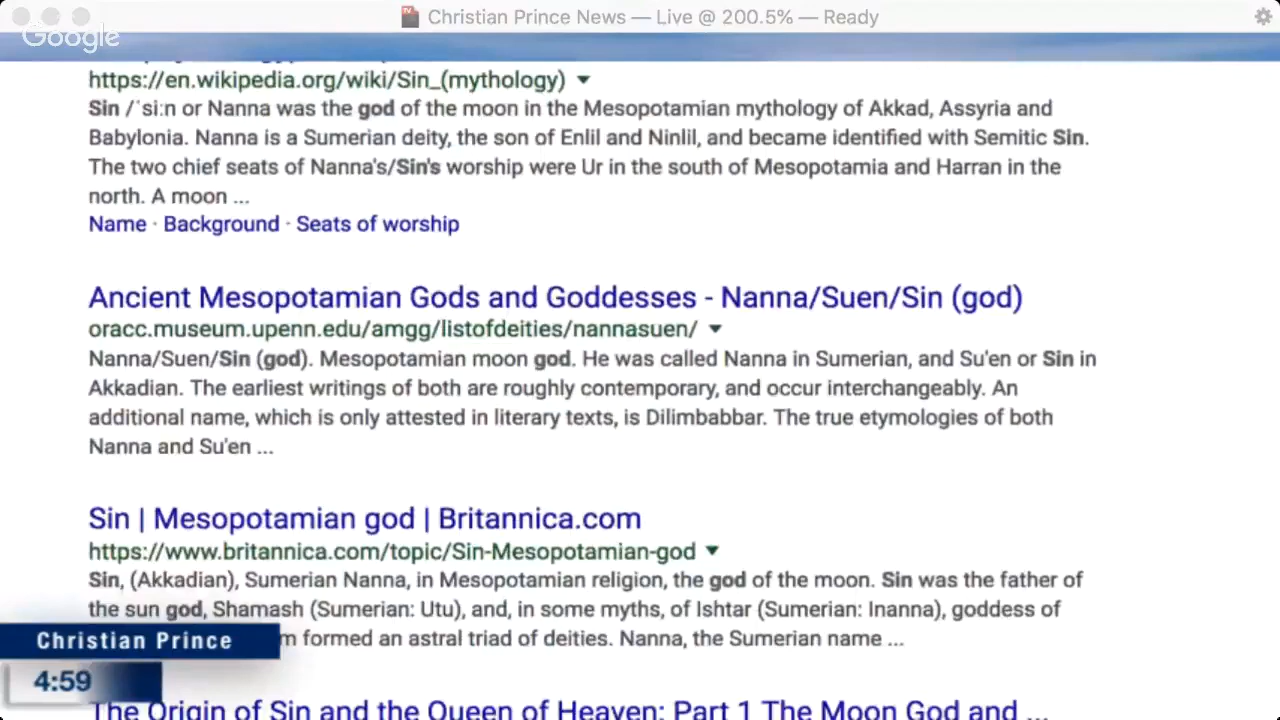 Christian Prince News — Live @ 200.5% — Ready
Google
https://en.wikipedia.org/wiki/Sin_(mythology)
Sin /ˈsiːn or Nanna was the god of the moon in the Mesopotamian mythology of Akkad, Assyria and
Babylonia. Nanna is a Sumerian deity, the son of Enlil and Ninlil, and became identified with Semitic Sin.
The two chief seats of Nanna's/Sin's worship were Ur in the south of Mesopotamia and Harran in the
north. A moon ...
Name · Background · Seats of worship
Ancient Mesopotamian Gods and Goddesses - Nanna/Suen/Sin (god)
oracc.museum.upenn.edu/amgg/listofdeities/nannasuen/
Nanna/Suen/Sin (god). Mesopotamian moon god. He was called Nanna in Sumerian, and Su'en or Sin in
Akkadian. The earliest writings of both are roughly contemporary, and occur interchangeably. An
additional name, which is only attested in literary texts, is Dilimbabbar. The true etymologies of both
Nanna and Su'en ...
Sin | Mesopotamian god | Britannica.com
https://www.britannica.com/topic/Sin-Mesopotamian-god
Sin, (Akkadian), Sumerian Nanna, in Mesopotamian religion, the god of the moon. Sin was the father of
the sun god, Shamash (Sumerian: Utu), and, in some myths, of Ishtar (Sumerian: Inanna), goddess of
formed an astral triad of deities. Nanna, the Sumerian name ...
Christian Prince
4:59
The Origin of Sin and the Queen of Heaven: Part 1 The Moon God and ...